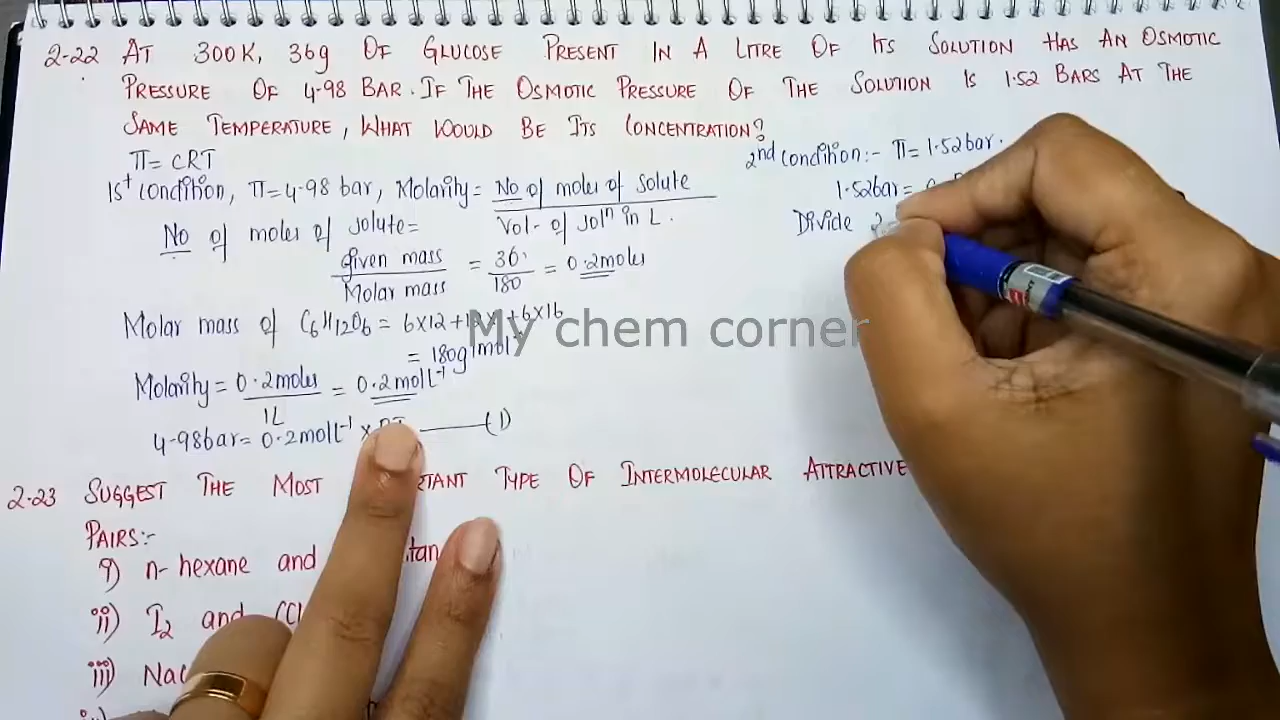 2.22 AT 300K, 36g OF GLUCOSE PRESENT IN A LITRE OF ITS SOLUTION HAS AN OSMOTIC
PRESSURE OF 4.98 BAR. IF THE OSMOTIC PRESSURE OF THE SOLUTION IS 1.52 BARS AT THE
SAME TEMPERATURE, WHAT WOULD BE ITS CONCENTRATION?
Π = CRT
Ist condition, Π = 4.98 bar, Molarity = No of moles of solute / Vol. of solⁿ in L.
No of moles of solute =
given mass / Molar mass = 36 / 180 = 0.2 moles
Molar mass of C₆H₁₂O₆ = 6×12 + 12×1 + 6×16
= 180g mol⁻¹
Molarity = 0.2 moles / 1L = 0.2 mol L⁻¹
4.98 bar = 0.2 mol L⁻¹ × (1)
2nd condition:- Π = 1.52 bar.
1.52 bar =
Divide
My chem corner
2.23 SUGGEST THE MOST TYPE OF INTERMOLECULAR ATTRACTIVE
PAIRS:-
i) n-hexane and
ii) I₂ and
iii)